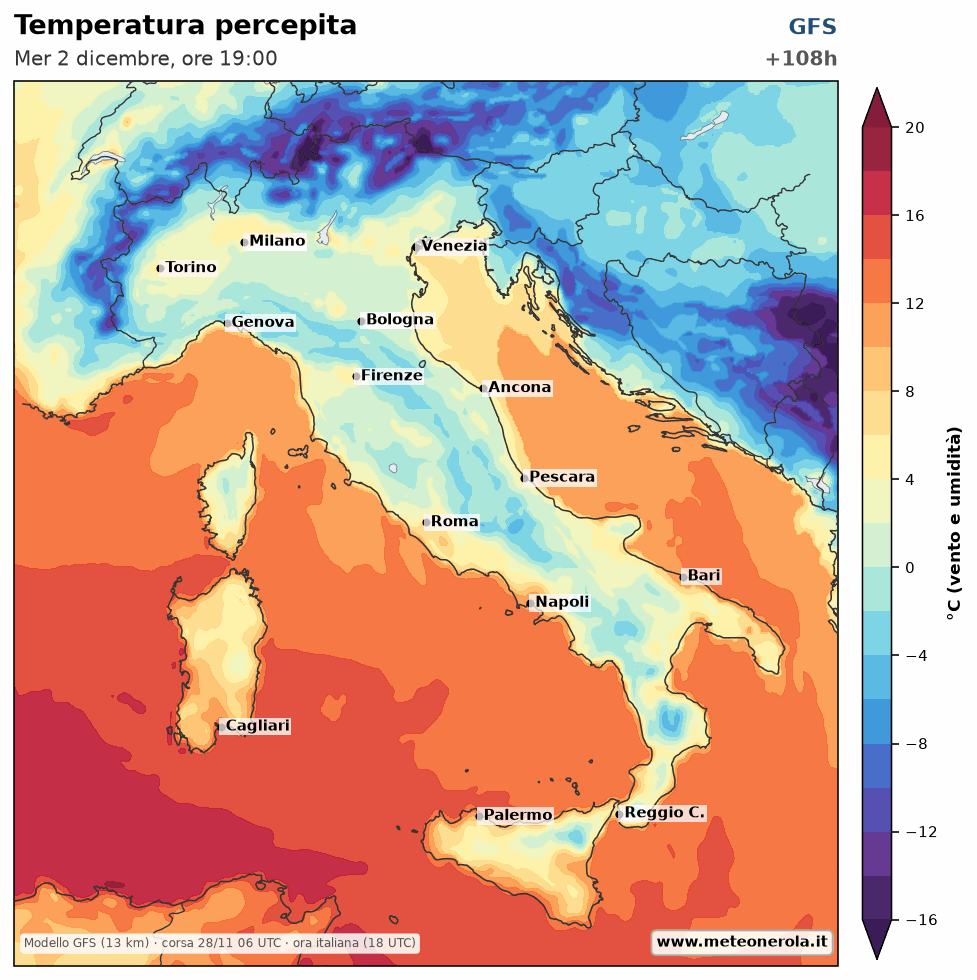 Temperatura percepita
GFS
Mer 2 dicembre, ore 19:00
+108h
20
16
12
8
4
0
−4
−8
−12
−16
°C (vento e umidità)
Milano
Venezia
Torino
Genova
Bologna
Firenze
Ancona
Pescara
Roma
Bari
Napoli
Cagliari
Palermo
Reggio C.
Modello GFS (13 km) · corsa 28/11 06 UTC · ora italiana (18 UTC)
www.meteonerola.it